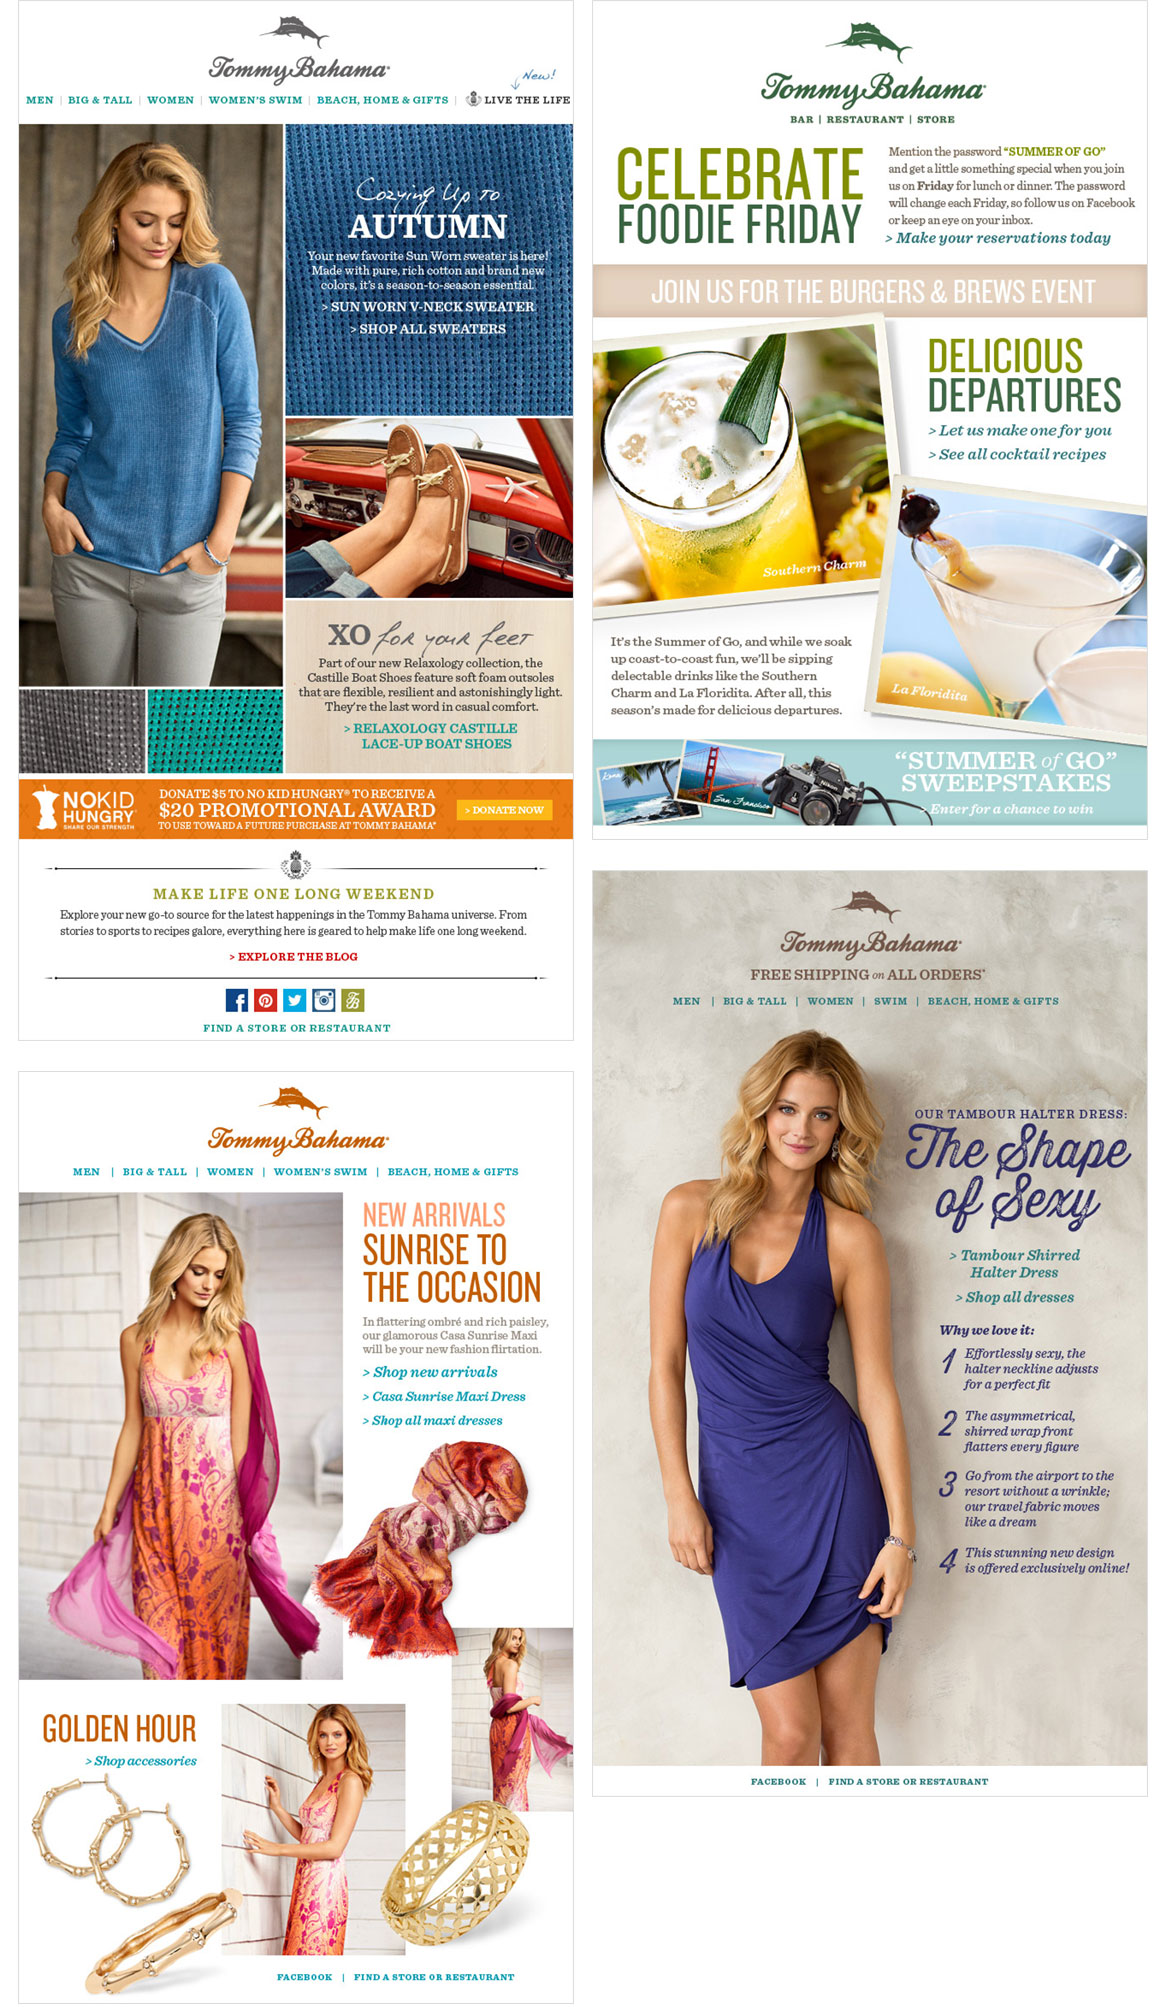 Tommy Bahama
New!
MEN | BIG & TALL | WOMEN | WOMEN'S SWIM | BEACH, HOME & GIFTS | LIVE THE LIFE
Cozying Up to
AUTUMN
Your new favorite Sun Worn sweater is here!
Made with pure, rich cotton and brand new
colors, it's a season-to-season essential.
> SUN WORN V-NECK SWEATER
> SHOP ALL SWEATERS
XO for your feet
Part of our new Relaxology collection, the
Castille Boat Shoes feature soft foam outsoles
that are flexible, resilient and astonishingly light.
They're the last word in casual comfort.
> RELAXOLOGY CASTILLE
LACE-UP BOAT SHOES
NOKID
HUNGRY
SHARE OUR STRENGTH
DONATE $5 TO NO KID HUNGRY® TO RECEIVE A
$20 PROMOTIONAL AWARD
TO USE TOWARD A FUTURE PURCHASE AT TOMMY BAHAMA*
> DONATE NOW
MAKE LIFE ONE LONG WEEKEND
Explore your new go-to source for the latest happenings in the Tommy Bahama universe. From
stories to sports to recipes galore, everything here is geared to help make life one long weekend.
> EXPLORE THE BLOG
FIND A STORE OR RESTAURANT
Tommy Bahama
MEN | BIG & TALL | WOMEN | WOMEN'S SWIM | BEACH, HOME & GIFTS
NEW ARRIVALS
SUNRISE TO
THE OCCASION
In flattering ombré and rich paisley,
our glamorous Casa Sunrise Maxi
will be your new fashion flirtation.
> Shop new arrivals
> Casa Sunrise Maxi Dress
> Shop all maxi dresses
GOLDEN HOUR
> Shop accessories
FACEBOOK | FIND A STORE OR RESTAURANT
Tommy Bahama
BAR | RESTAURANT | STORE
CELEBRATE
FOODIE FRIDAY
Mention the password "SUMMER OF GO"
and get a little something special when you join
us on Friday for lunch or dinner. The password
will change each Friday, so follow us on Facebook
or keep an eye on your inbox.
> Make your reservations today
JOIN US FOR THE BURGERS & BREWS EVENT
DELICIOUS
DEPARTURES
> Let us make one for you
> See all cocktail recipes
Southern Charm
La Floridita
It's the Summer of Go, and while we soak
up coast-to-coast fun, we'll be sipping
delectable drinks like the Southern
Charm and La Floridita. After all, this
season's made for delicious departures.
Kona
San Francisco
Nikon
"SUMMER of GO"
SWEEPSTAKES
> Enter for a chance to win
Tommy Bahama
FREE SHIPPING on ALL ORDERS*
MEN | BIG & TALL | WOMEN | SWIM | BEACH, HOME & GIFTS
OUR TAMBOUR HALTER DRESS:
The Shape
of Sexy
> Tambour Shirred
Halter Dress
> Shop all dresses
Why we love it:
1 Effortlessly sexy, the
halter neckline adjusts
for a perfect fit
2 The asymmetrical,
shirred wrap front
flatters every figure
3 Go from the airport to the
resort without a wrinkle;
our travel fabric moves
like a dream
4 This stunning new design
is offered exclusively online!
FACEBOOK | FIND A STORE OR RESTAURANT